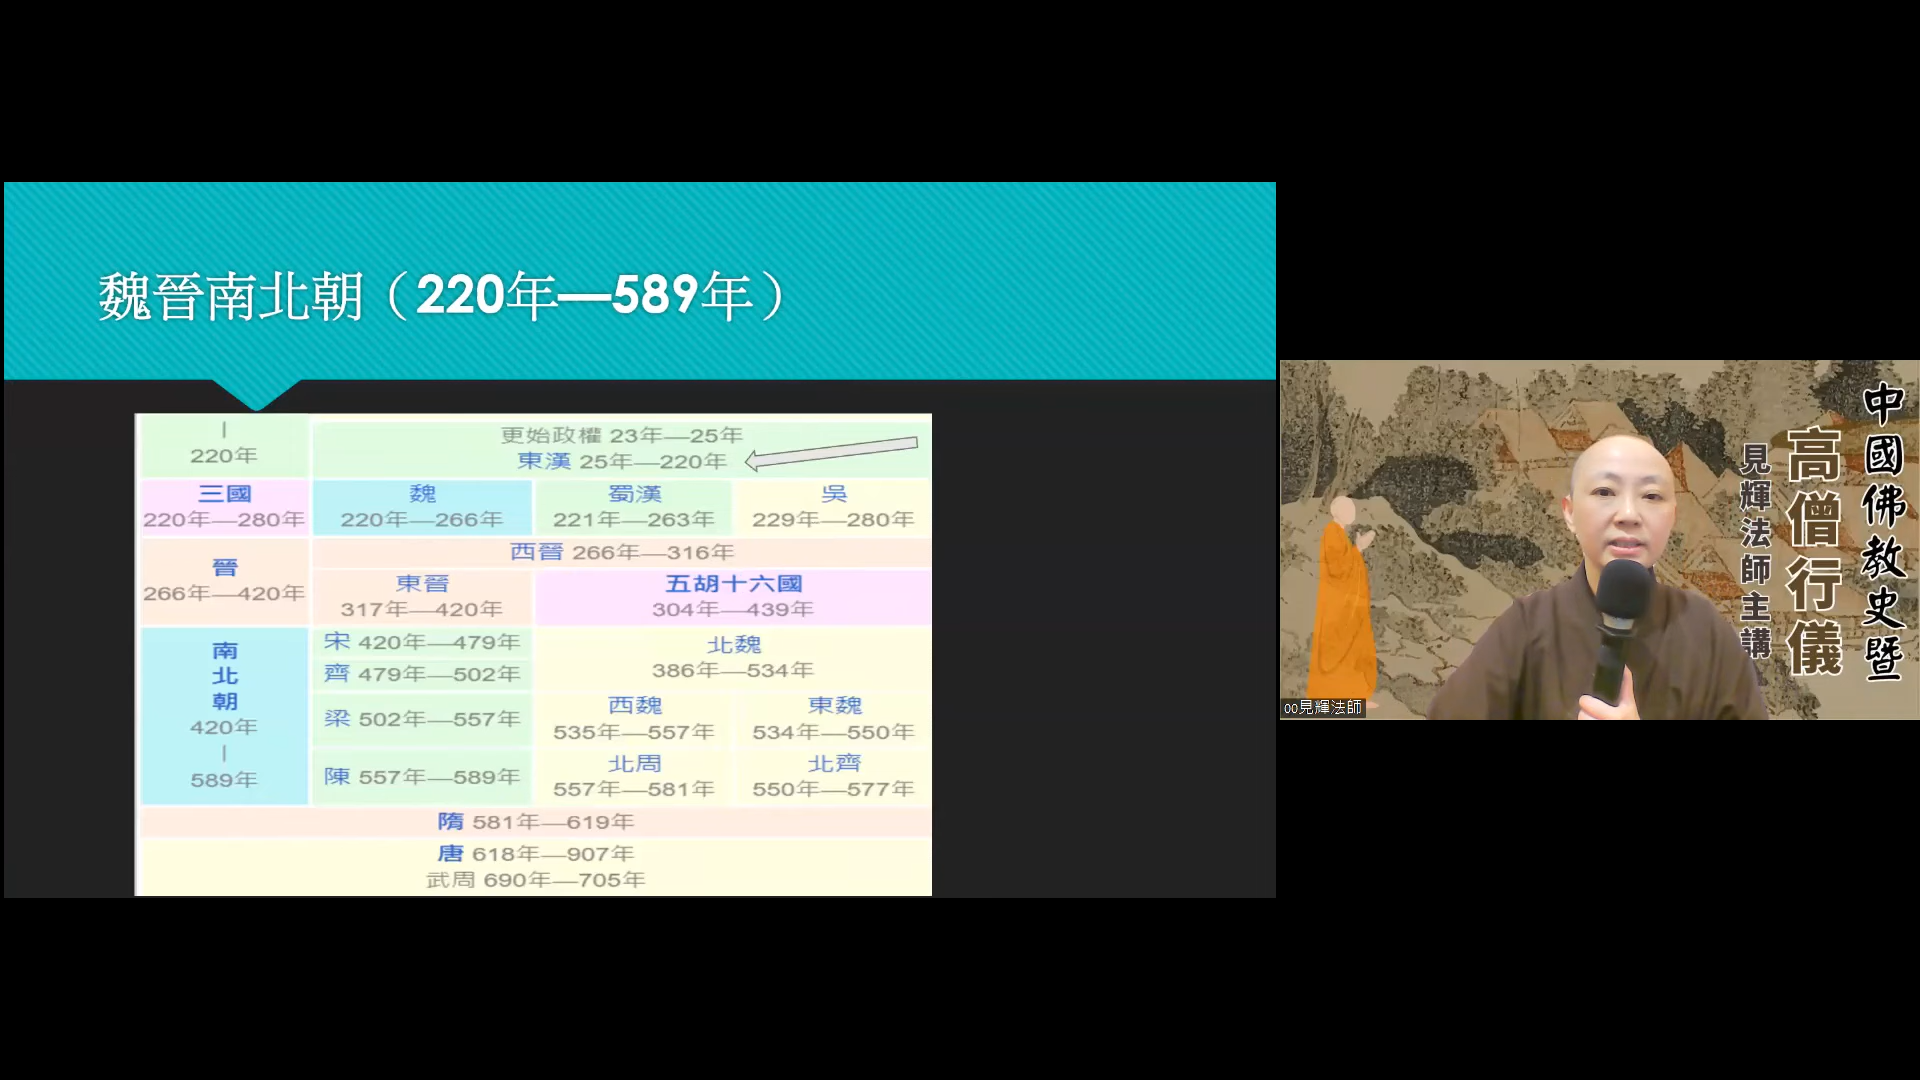 魏晉南北朝（220年—589年）
|
220年
更始政權 23年—25年
東漢 25年—220年
三國
220年—280年
魏
220年—266年
蜀漢
221年—263年
吳
229年—280年
晉
266年—420年
西晉 266年—316年
東晉
317年—420年
五胡十六國
304年—439年
南
北
朝
420年
|
589年
宋 420年—479年
齊 479年—502年
梁 502年—557年
陳 557年—589年
北魏
386年—534年
西魏
535年—557年
東魏
534年—550年
北周
557年—581年
北齊
550年—577年
隋 581年—619年
唐 618年—907年
武周 690年—705年
中國佛教史暨
高僧行儀
見輝法師主講
oo見輝法師